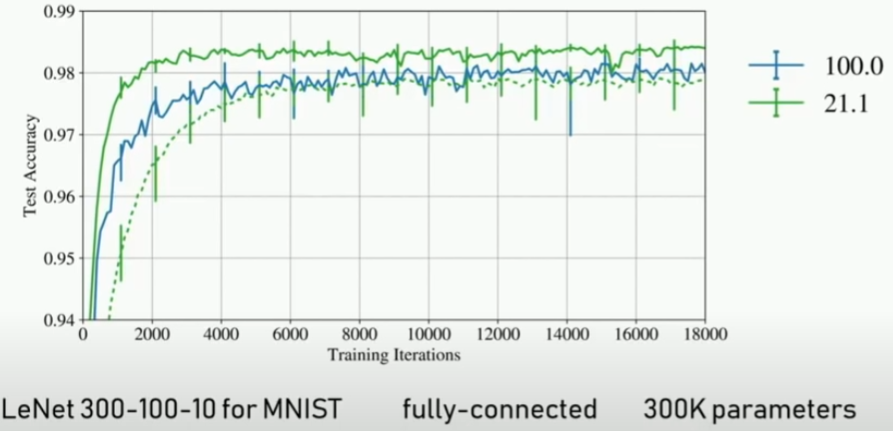 0.99
0.98
0.97
0.96
0.95
0.94
Test Accuracy
0 2000 4000 6000 8000 10000 12000 14000 16000 18000
Training Iterations
100.0
21.1
LeNet 300-100-10 for MNIST fully-connected 300K parameters